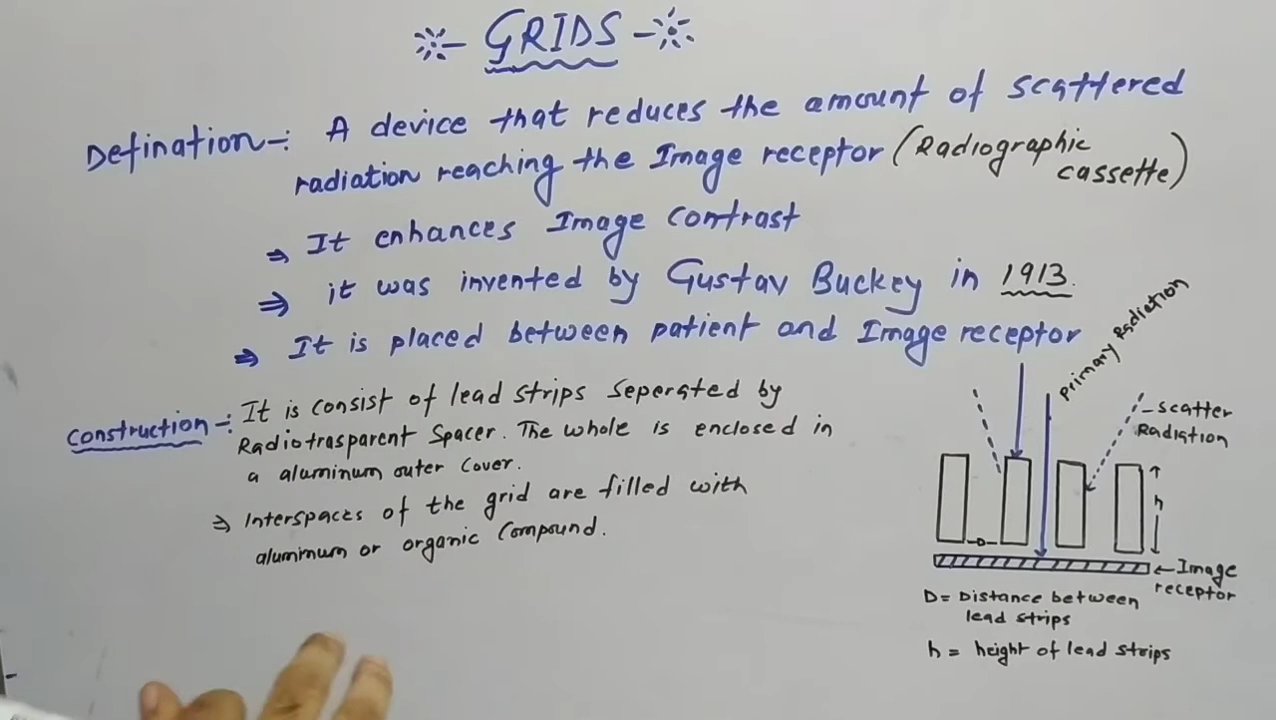 GRIDS
Defination-: A device that reduces the amount of scattered
radiation reaching the Image receptor (Radiographic
cassette)
⇒ It enhances Image contrast
⇒ it was invented by Gustav Buckey in 1913.
⇒ It is placed between patient and Image receptor
Construction-: It is consist of lead strips seperated by
Radiotrasparent Spacer. The whole is enclosed in
a aluminum outer cover.
⇒ Interspaces of the grid are filled with
aluminum or organic compound.
Primary Radiation
-scatter
Radiation
h
-D-
←Image
receptor
D= Distance between
lead strips
h = height of lead strips